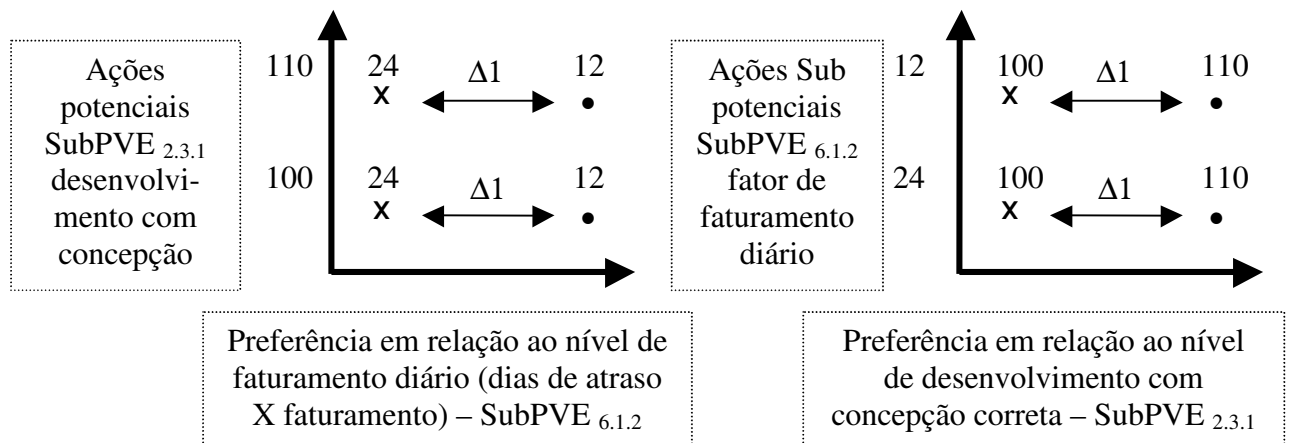 Ações
potenciais
SubPVE 2.3.1
desenvolvi-
mento com
concepção
110
24
Δ1
12
x
•
100
24
Δ1
12
x
•
Preferência em relação ao nível de
faturamento diário (dias de atraso
X faturamento) – SubPVE 6.1.2
Ações Sub
potenciais
SubPVE 6.1.2
fator de
faturamento
diário
12
100
Δ1
110
x
•
24
100
Δ1
110
x
•
Preferência em relação ao nível
de desenvolvimento com
concepção correta – SubPVE 2.3.1